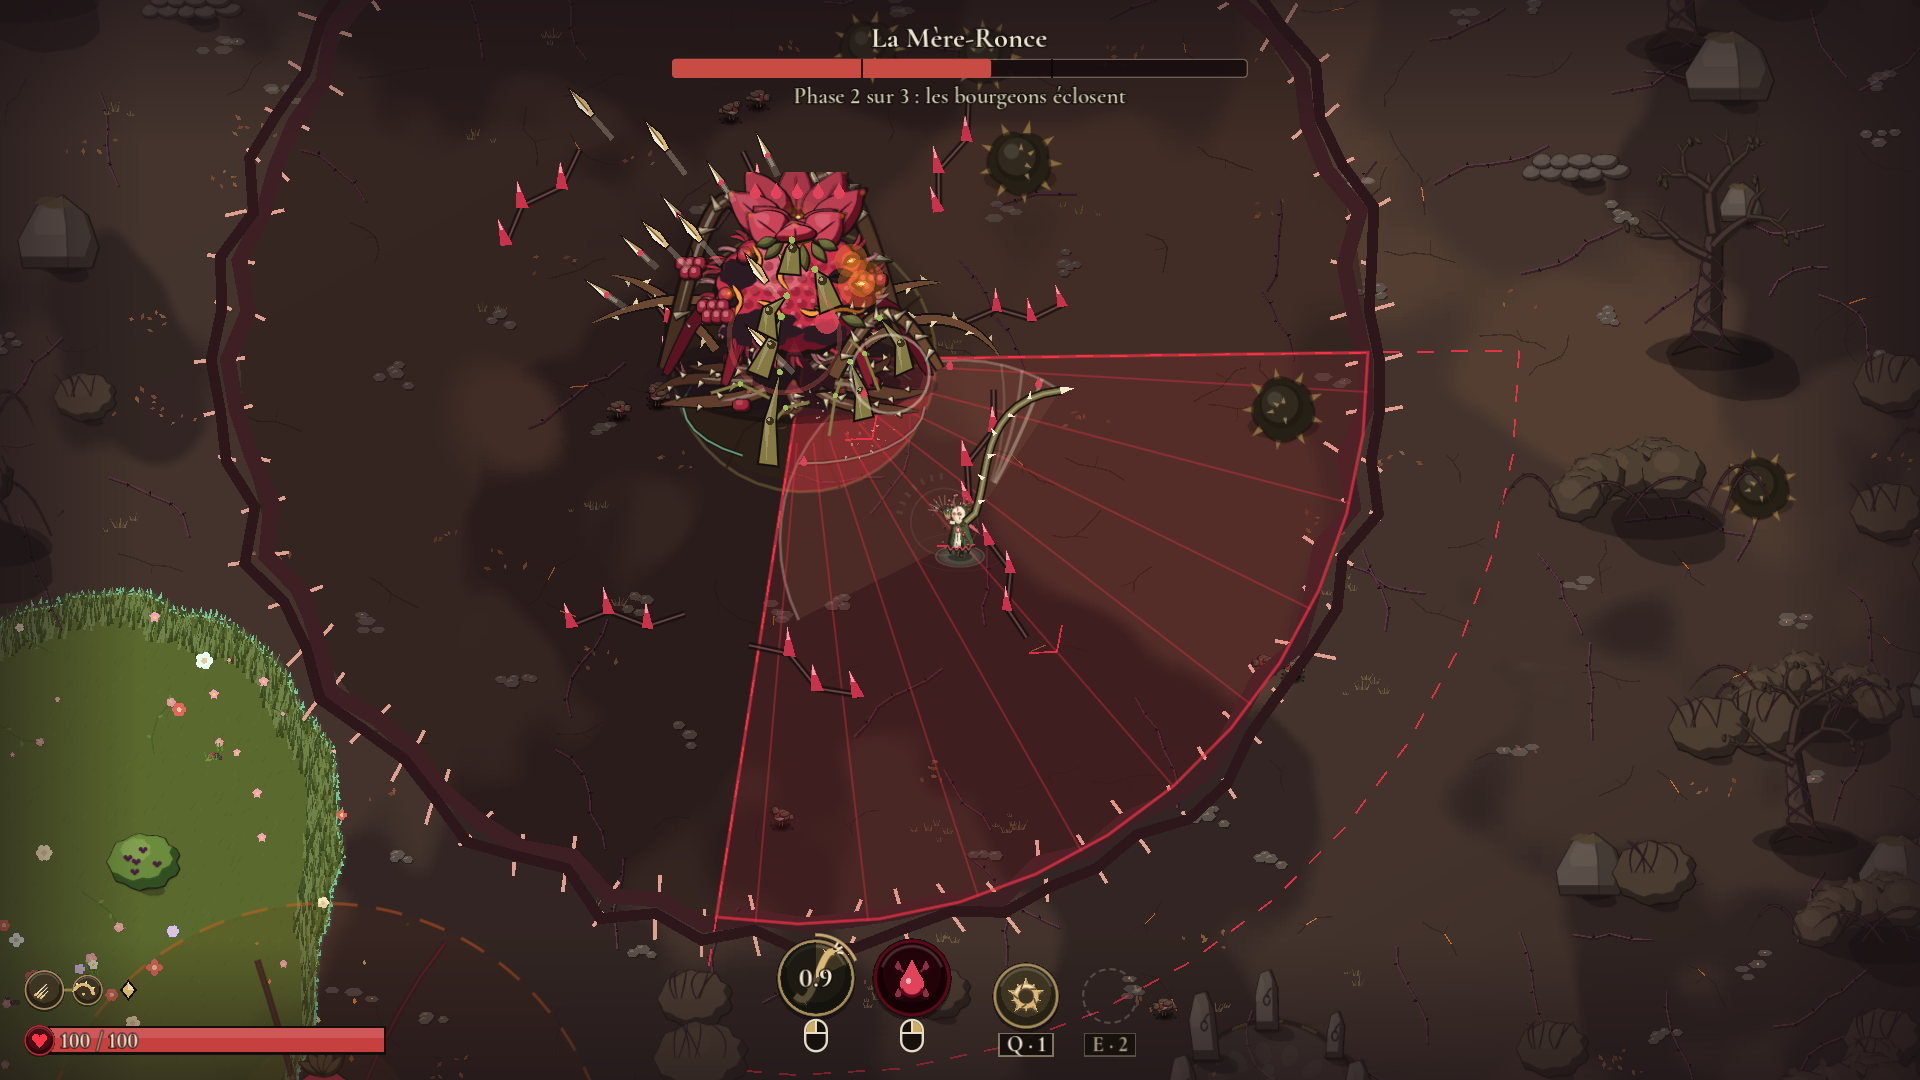 La Mère-Ronce
Phase 2 sur 3 : les bourgeons éclosent
0.9
Q · 1
E · 2
100 / 100